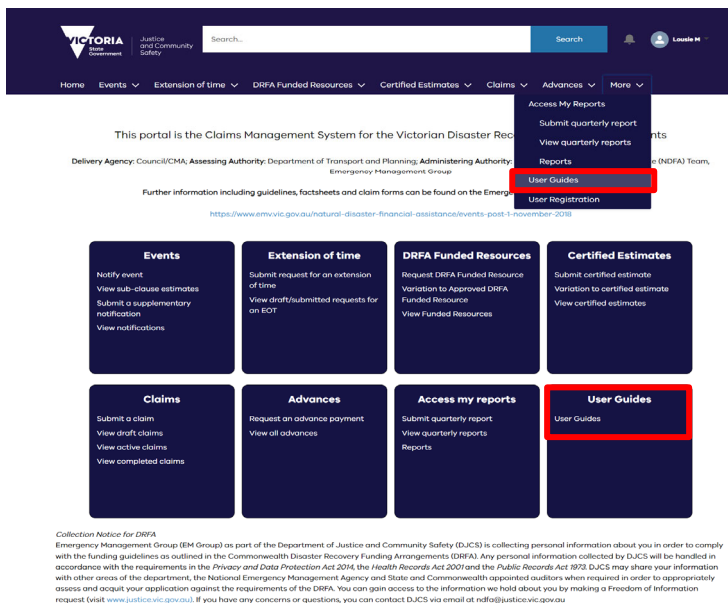 VICTORIA
State
Government
Justice
and Community
Safety
Search...
Search
Lousie M
Home Events Extension of time DRFA Funded Resources Certified Estimates Claims Advances More
Access My Reports
Submit quarterly report
View quarterly reports
Reports
User Guides
User Registration
This portal is the Claims Management System for the Victorian Disaster Rec nts
Delivery Agency: Council/CMA; Assessing Authority: Department of Transport and Planning; Administering Authority: e (NDFA) Team,
Emergency Management Group
Further information including guidelines, factsheets and claim forms can be found on the Emerge
https://www.emv.vic.gov.au/natural-disaster-financial-assistance/events-post-1-november-2018
Events
Notify event
View sub-clause estimates
Submit a supplementary
notification
View notifications
Extension of time
Submit request for an extension
of time
View draft/submitted requests for
an EOT
DRFA Funded Resources
Request DRFA Funded Resource
Variation to Approved DRFA
Funded Resource
View Funded Resources
Certified Estimates
Submit certified estimate
Variation to certified estimate
View certified estimates
Claims
Submit a claim
View draft claims
View active claims
View completed claims
Advances
Request an advance payment
View all advances
Access my reports
Submit quarterly report
View quarterly reports
Reports
User Guides
User Guides
Collection Notice for DRFA
Emergency Management Group (EM Group) as part of the Department of Justice and Community Safety (DJCS) is collecting personal information about you in order to comply
with the funding guidelines as outlined in the Commonwealth Disaster Recovery Funding Arrangements (DRFA). Any personal information collected by DJCS will be handled in
accordance with the requirements in the Privacy and Data Protection Act 2014, the Health Records Act 2001 and the Public Records Act 1973. DJCS may share your information
with other areas of the department, the National Emergency Management Agency and State and Commonwealth appointed auditors when required in order to appropriately
assess and acquit your application against the requirements of the DRFA. You can gain access to the information we hold about you by making a Freedom of Information
request (visit www.justice.vic.gov.au). If you have any concerns or questions, you can contact DJCS via email at ndfa@justice.vic.gov.au